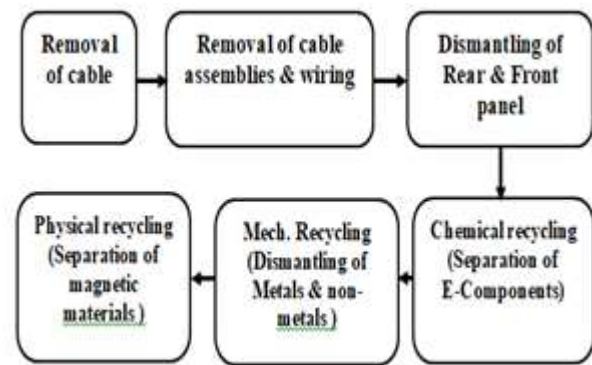 Removal
of cable
Removal of cable
assemblies & wiring
Dismantling of
Rear & Front
panel
Chemical recycling
(Separation of
E-Components)
Mech. Recycling
(Dismantling of
Metals & non-
metals )
Physical recycling
(Separation of
magnetic
materials )